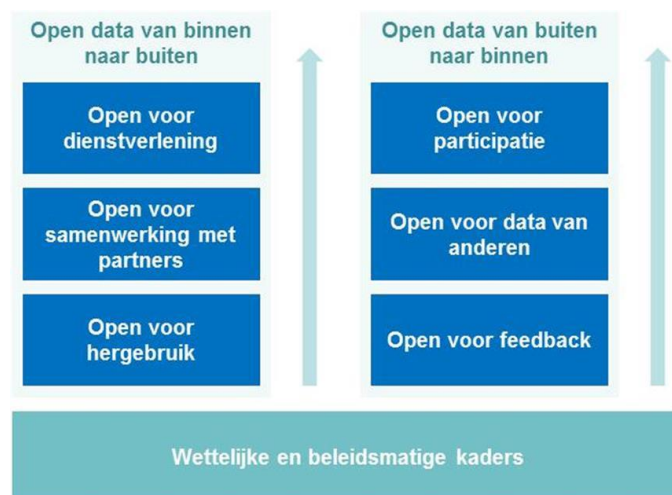 Open data van binnen
naar buiten
Open voor
dienstverlening
Open voor
samenwerking met
partners
Open voor
hergebruik
Open data van buiten
naar binnen
Open voor
participatie
Open voor data van
anderen
Open voor feedback
Wettelijke en beleidsmatige kaders